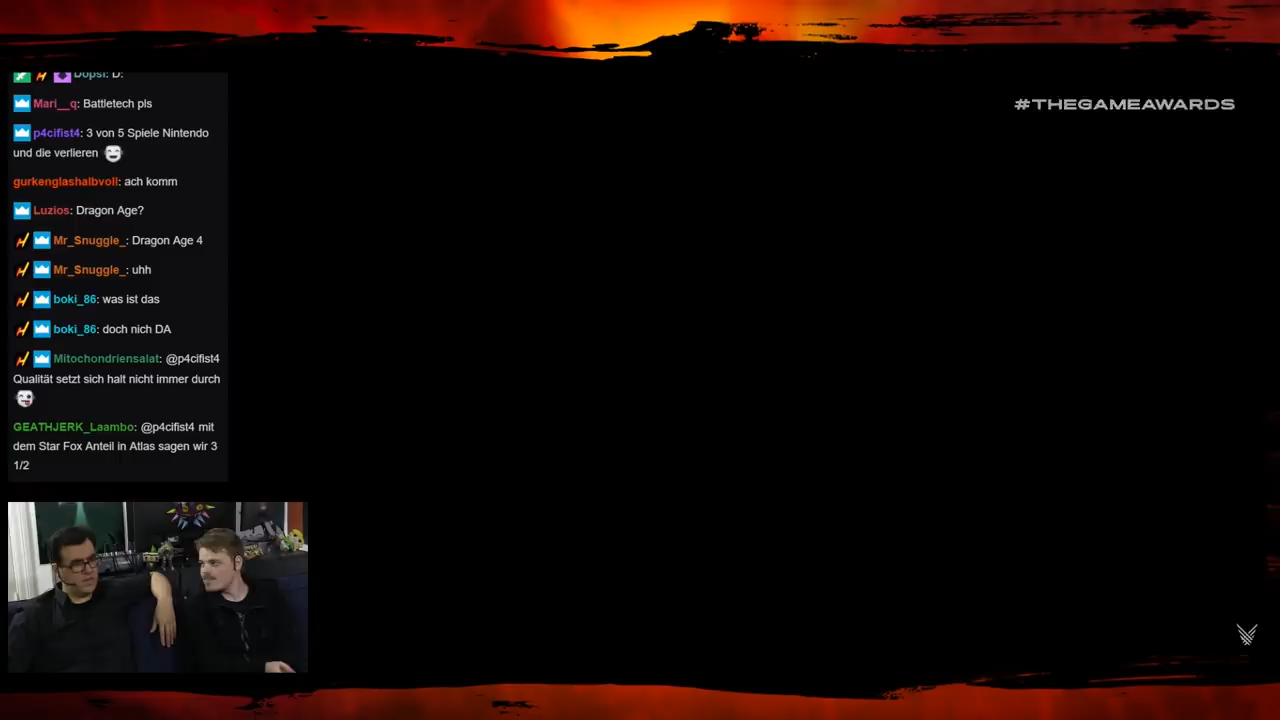 Dopsi: D:
#THEGAMEAWARDS
Mari__q: Battletech pls
p4cifist4: 3 von 5 Spiele Nintendo
und die verlieren
gurkenglashalbvoll: ach komm
Luzios: Dragon Age?
Mr_Snuggle_: Dragon Age 4
Mr_Snuggle_: uhh
boki_86: was ist das
boki_86: doch nich DA
Mitochondriensalat: @p4cifist4
Qualität setzt sich halt nicht immer durch
GEATHJERK_Laambo: @p4cifist4 mit
dem Star Fox Anteil in Atlas sagen wir 3
1/2